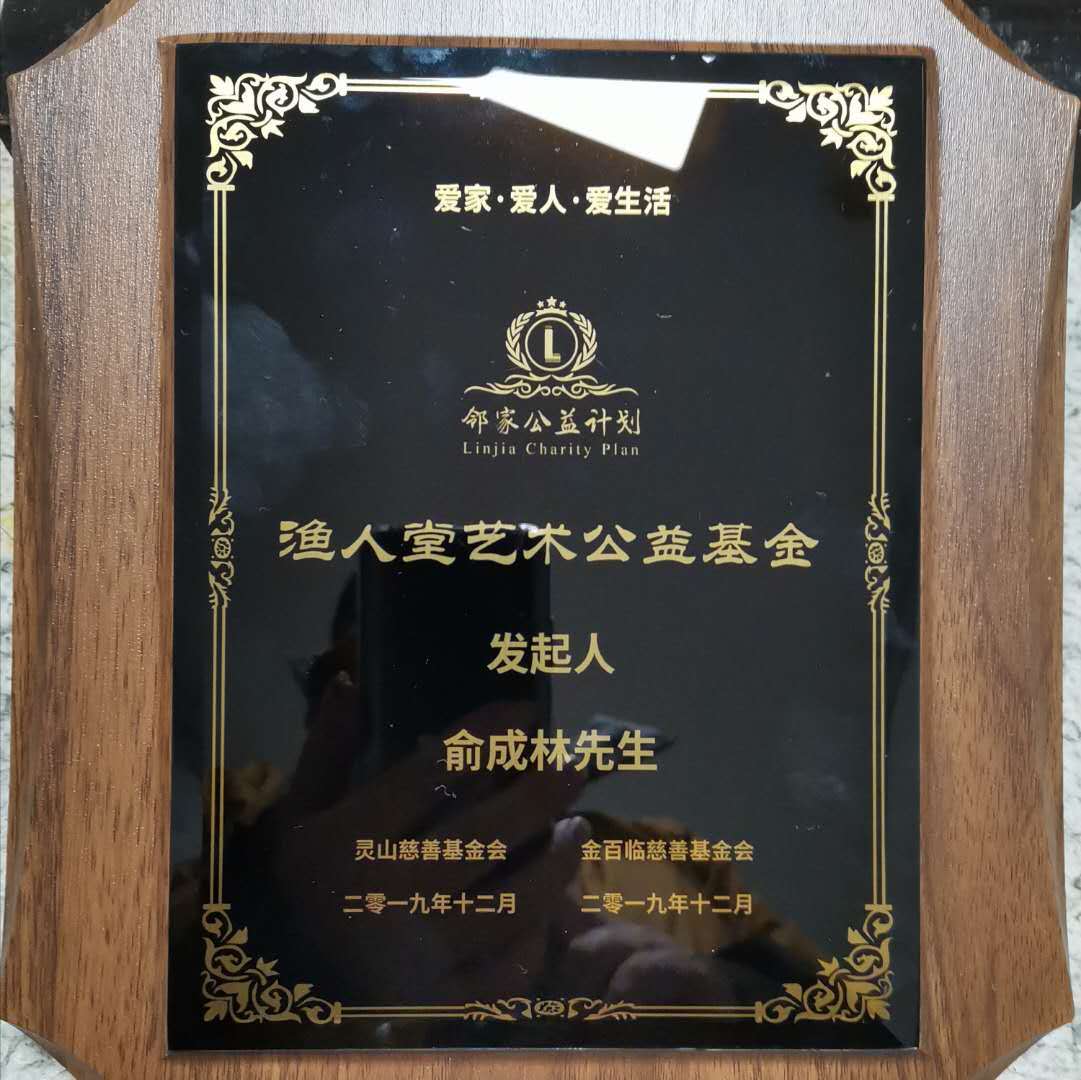 爱家·爱人·爱生活
L
邻家公益计划
Linjia Charity Plan
渔人堂艺术公益基金
发起人
俞成林先生
灵山慈善基金会 金百临慈善基金会
二零一九年十二月 二零一九年十二月